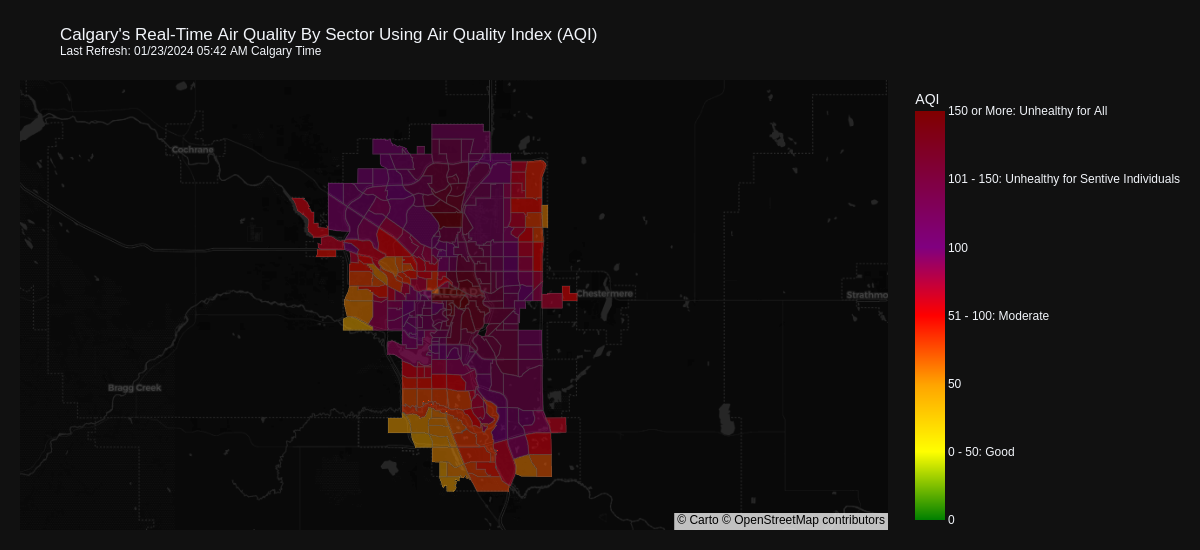 Calgary's Real-Time Air Quality By Sector Using Air Quality Index (AQI)
Last Refresh: 01/23/2024 05:42 AM Calgary Time
AQI
150 or More: Unhealthy for All
Cochrane
101 - 150: Unhealthy for Sentive Individuals
100
Chestermere
Strathmo
51 - 100: Moderate
Bragg Creek
50
0 - 50: Good
0
© Carto © OpenStreetMap contributors